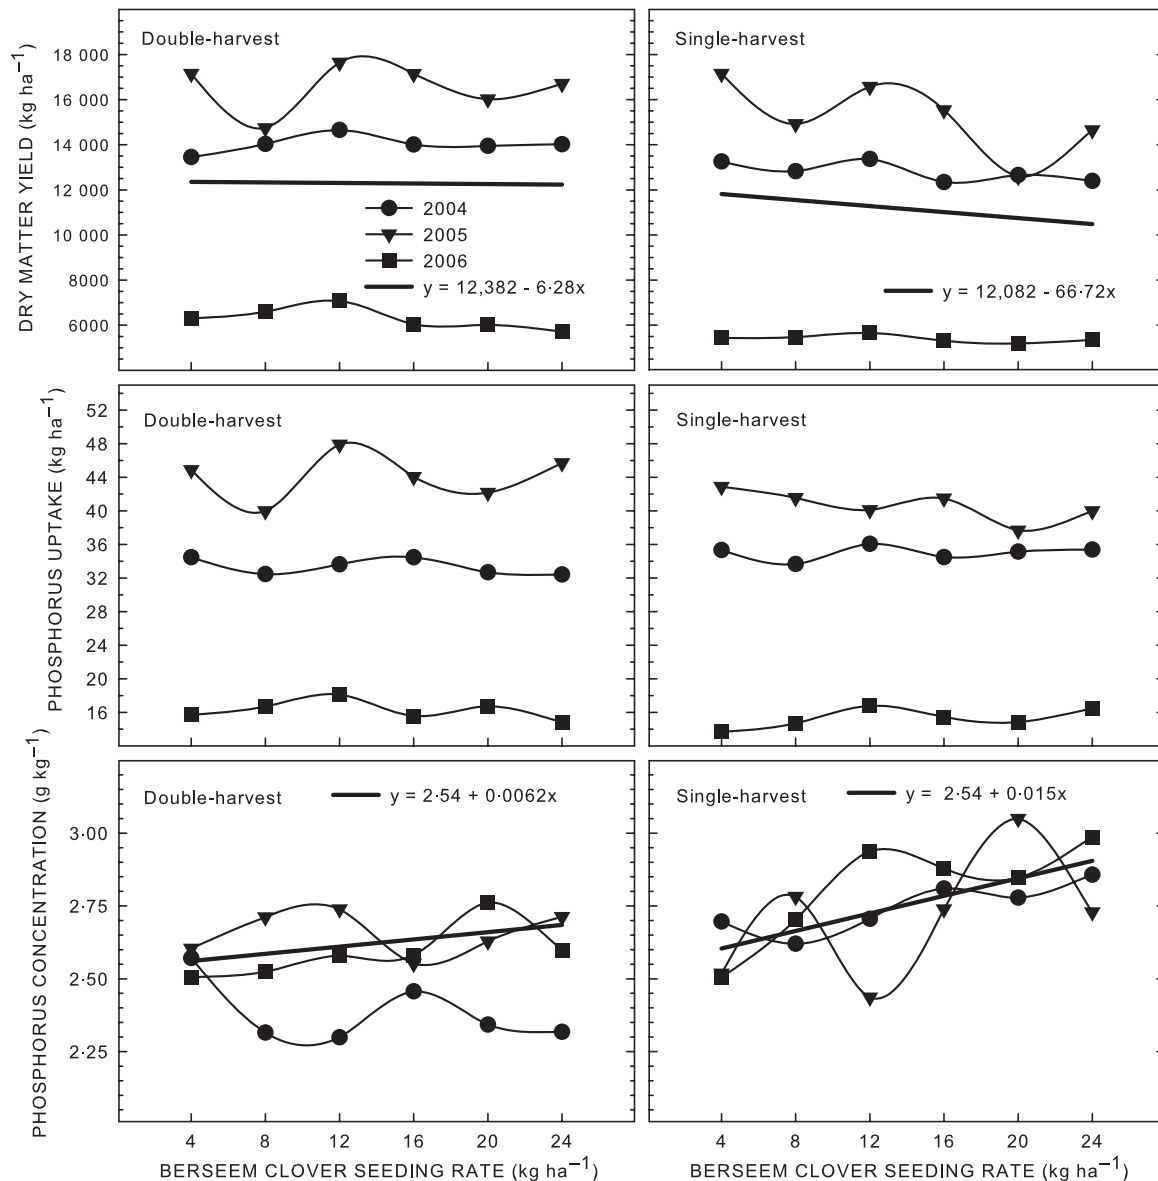 Double-harvest
Single-harvest
DRY MATTER YIELD (kg ha−1)
18 000
16 000
14 000
12 000
10 000
8000
6000
2004
2005
2006
y = 12,382 - 6·28x
y = 12,082 - 66·72x
Double-harvest
Single-harvest
PHOSPHORUS UPTAKE (kg ha−1)
52
48
44
40
36
32
28
24
20
16
Double-harvest
y = 2·54 + 0·0062x
Single-harvest
y = 2·54 + 0·015x
PHOSPHORUS CONCENTRATION (g kg−1)
3·00
2·75
2·50
2·25
4 8 12 16 20 24
4 8 12 16 20 24
BERSEEM CLOVER SEEDING RATE (kg ha−1)
BERSEEM CLOVER SEEDING RATE (kg ha−1)